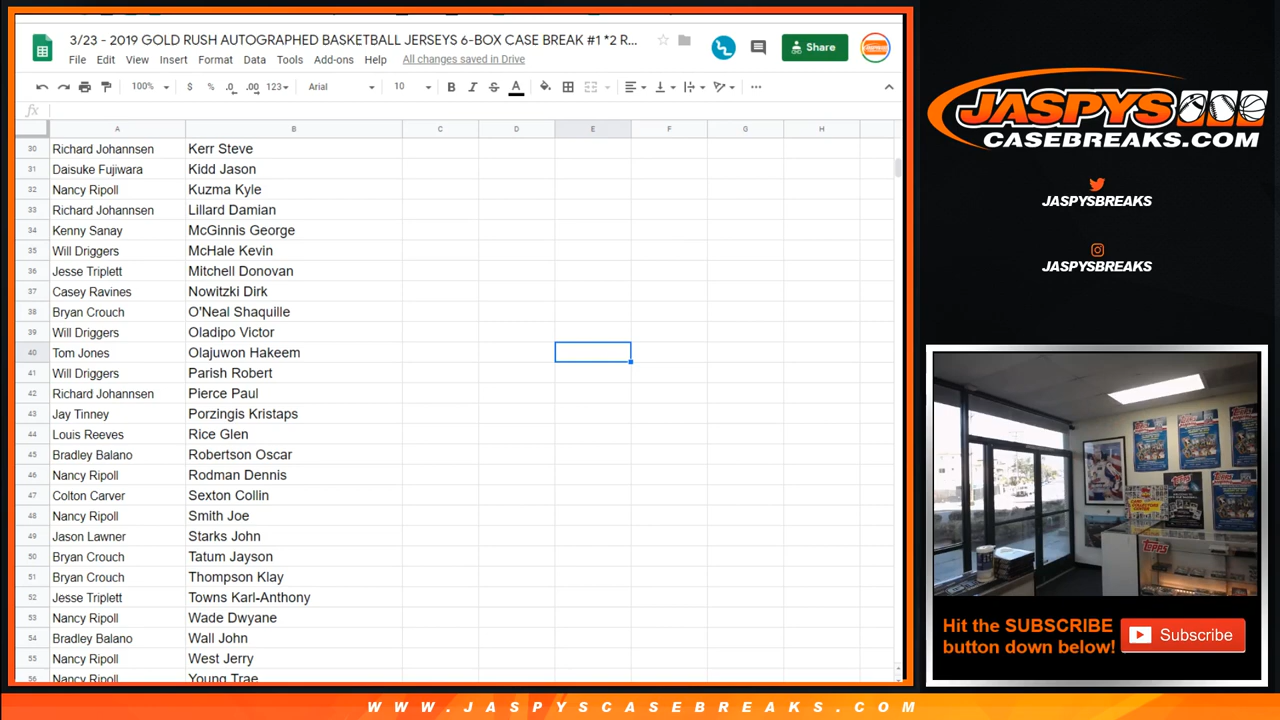 3/23 - 2019 GOLD RUSH AUTOGRAPHED BASKETBALL JERSEYS 6-BOX CASE BREAK #1 *2 R...
File Edit View Insert Format Data Tools Add-ons Help All changes saved in Drive
Share
100% $ % .0 .00 123 Arial 10 B I S A
fx
A B C D E F G H
30 Richard Johannsen Kerr Steve
31 Daisuke Fujiwara Kidd Jason
32 Nancy Ripoll Kuzma Kyle
33 Richard Johannsen Lillard Damian
34 Kenny Sanay McGinnis George
35 Will Driggers McHale Kevin
36 Jesse Triplett Mitchell Donovan
37 Casey Ravines Nowitzki Dirk
38 Bryan Crouch O'Neal Shaquille
39 Will Driggers Oladipo Victor
40 Tom Jones Olajuwon Hakeem
41 Will Driggers Parish Robert
42 Richard Johannsen Pierce Paul
43 Jay Tinney Porzingis Kristaps
44 Louis Reeves Rice Glen
45 Bradley Balano Robertson Oscar
46 Nancy Ripoll Rodman Dennis
47 Colton Carver Sexton Collin
48 Nancy Ripoll Smith Joe
49 Jason Lawner Starks John
50 Bryan Crouch Tatum Jayson
51 Bryan Crouch Thompson Klay
52 Jesse Triplett Towns Karl-Anthony
53 Nancy Ripoll Wade Dwyane
54 Bradley Balano Wall John
55 Nancy Ripoll West Jerry
56 Nancy Ripoll Young Trae
JASPYS
CASEBREAKS.COM
JASPYSBREAKS
JASPYSBREAKS
TOPPS
Hit the SUBSCRIBE
button down below!
Subscribe
WWW.JASPYSCASEBREAKS.COM